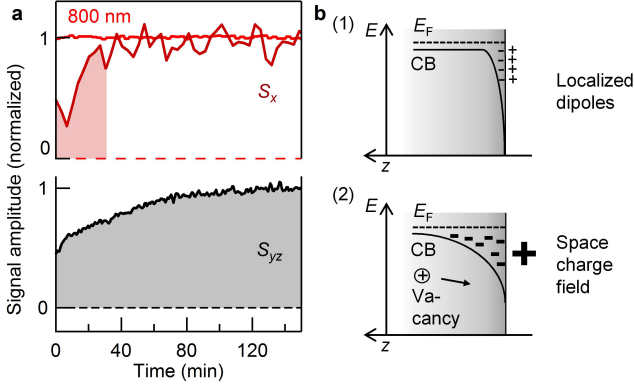 a
800 nm
Signal amplitude (normalized)
1
0
Sx
1
0
Syz
0
40
80
120
Time (min)
b
(1)
E
EF
CB
+
+
+
+
z
Localized
dipoles
(2)
E
EF
CB
+
Va-
cancy
z
+
Space
charge
field